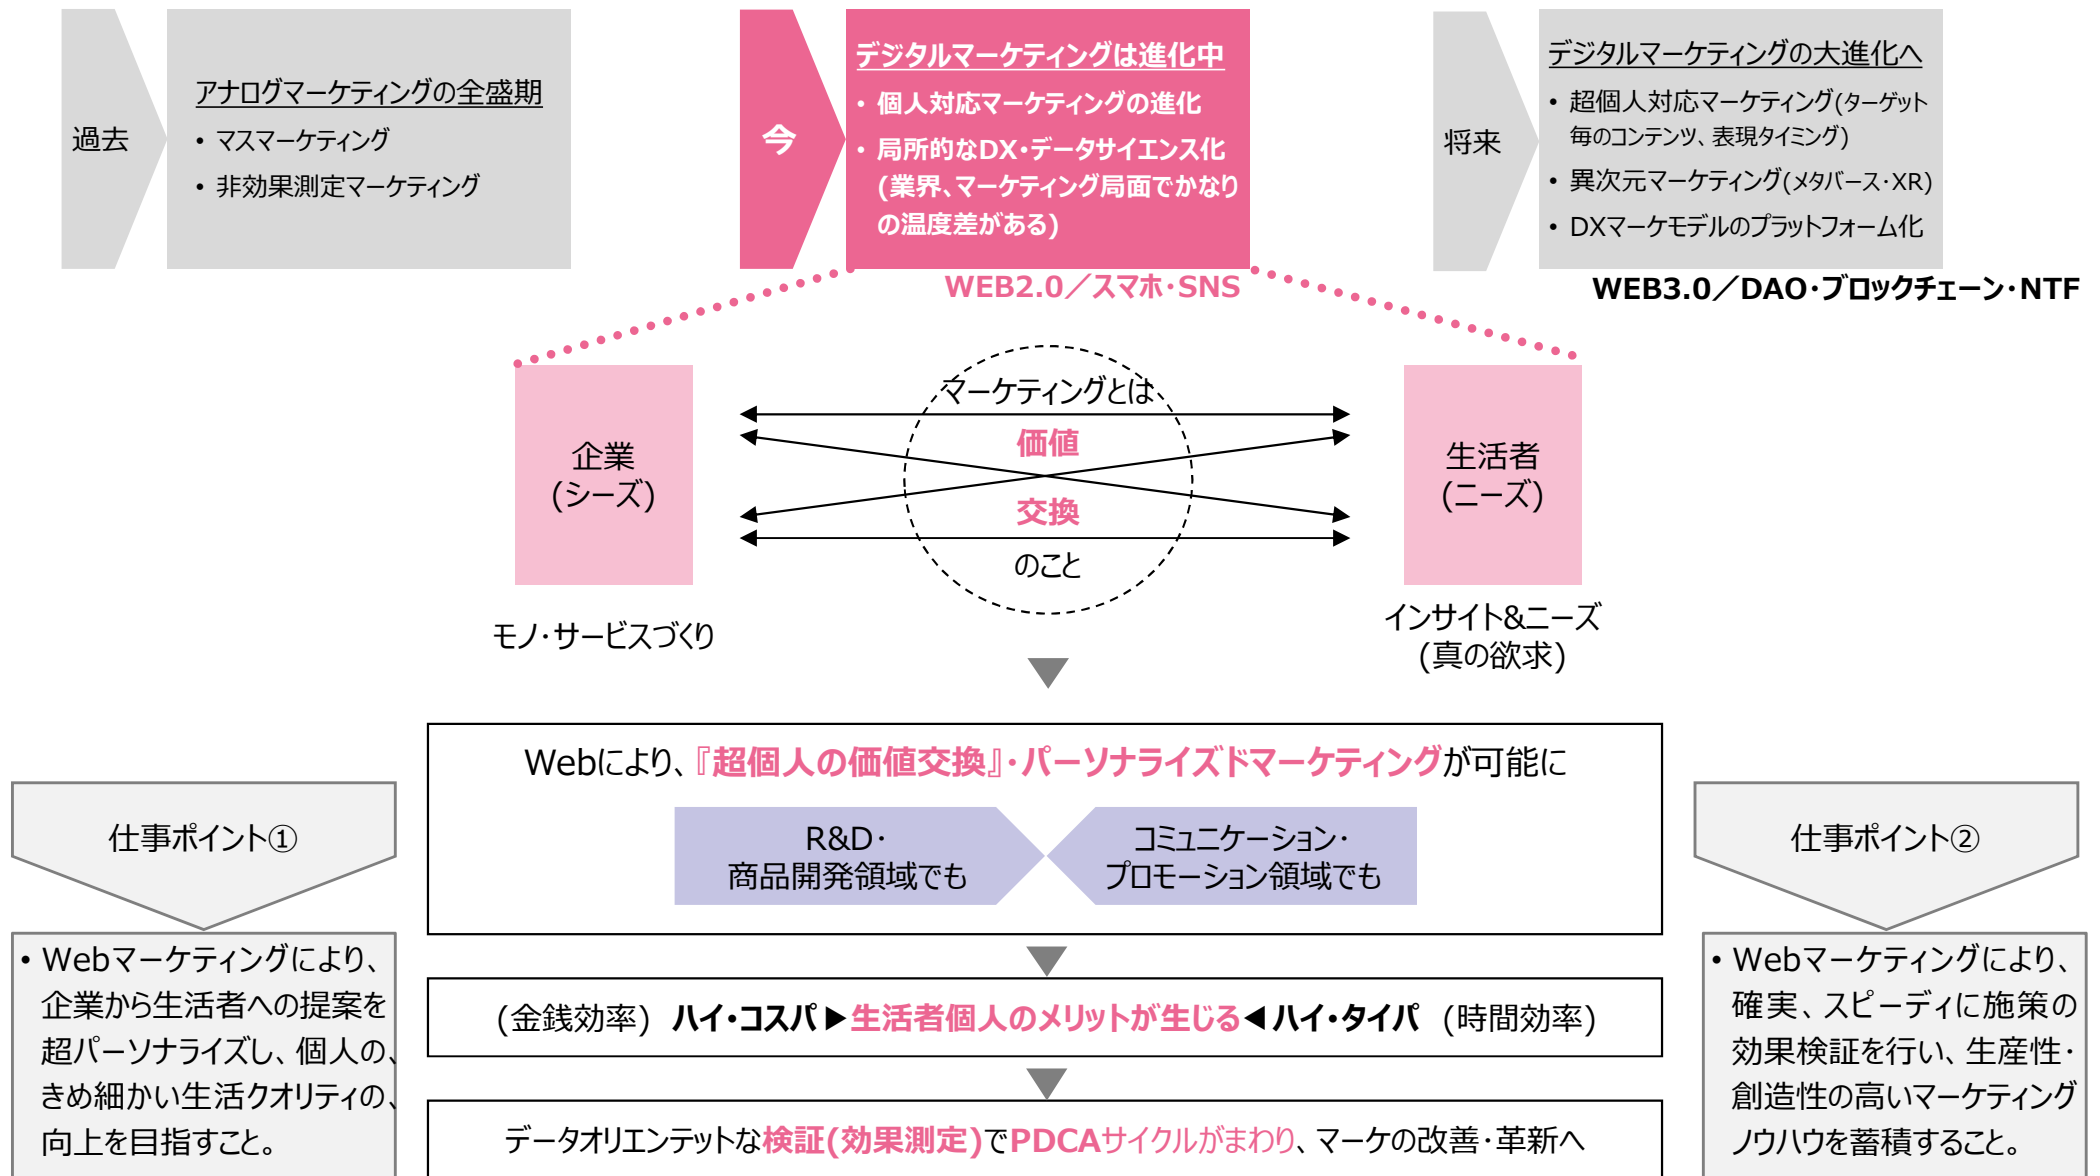 過去
アナログマーケティングの全盛期
• マスマーケティング
• 非効果測定マーケティング
今
デジタルマーケティングは進化中
• 個人対応マーケティングの進化
• 局所的なDX・データサイエンス化
(業界、マーケティング局面でかなり
の温度差がある)
WEB2.0／スマホ・SNS
将来
デジタルマーケティングの大進化へ
• 超個人対応マーケティング(ターゲット
毎のコンテンツ、表現タイミング)
• 異次元マーケティング(メタバース・XR)
• DXマーケモデルのプラットフォーム化
WEB3.0／DAO・ブロックチェーン・NTF
企業
(シーズ)
モノ・サービスづくり
マーケティングとは
価値
交換
のこと
生活者
(ニーズ)
インサイト&ニーズ
(真の欲求)
Webにより、『超個人の価値交換』・パーソナライズドマーケティングが可能に
R&D・
商品開発領域でも
コミュニケーション・
プロモーション領域でも
(金銭効率) ハイ・コスパ▶生活者個人のメリットが生じる◀ハイ・タイパ (時間効率)
データオリエンテットな検証(効果測定)でPDCAサイクルがまわり、マーケの改善・革新へ
仕事ポイント①
• Webマーケティングにより、
企業から生活者への提案を
超パーソナライズし、個人の、
きめ細かい生活クオリティの、
向上を目指すこと。
仕事ポイント②
• Webマーケティングにより、
確実、スピーディに施策の
効果検証を行い、生産性・
創造性の高いマーケティング
ノウハウを蓄積すること。